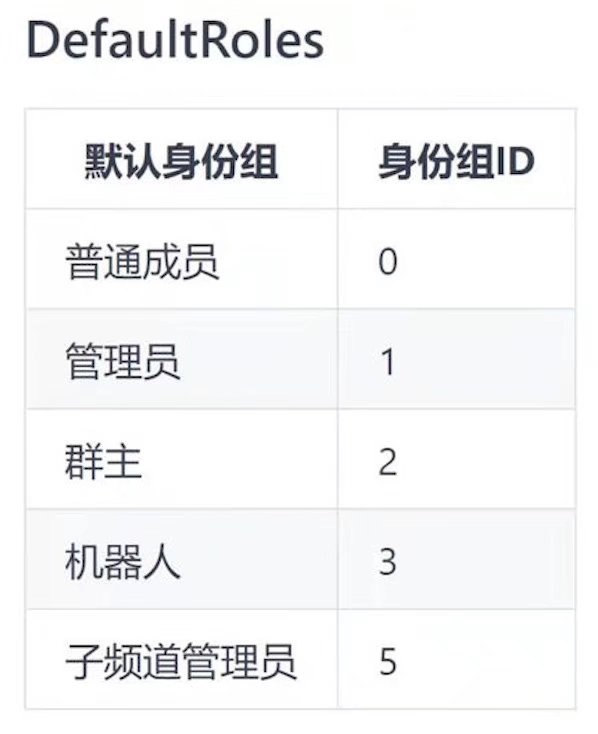 DefaultRoles
默认身份组 身份组ID
普通成员 0
管理员 1
群主 2
机器人 3
子频道管理员 5